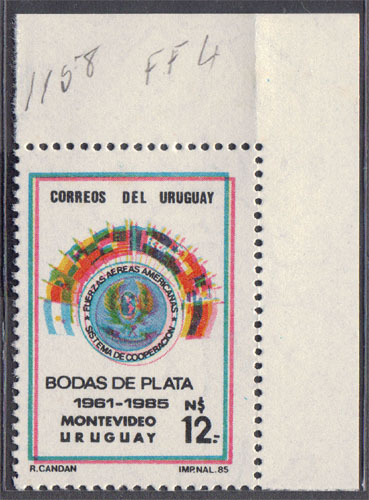 1158 FF4
CORREOS DEL URUGUAY
FUERZAS AEREAS AMERICANAS
SISTEMA DE COOPERACION
BODAS DE PLATA
1961-1985 N$
MONTEVIDEO 12.-
URUGUAY
R. CANDAN IMP.NAL.85